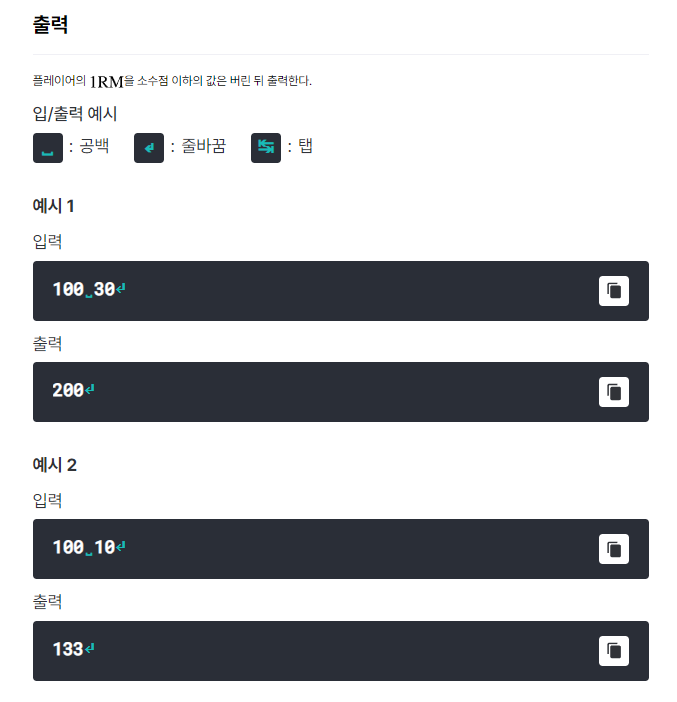 출력
플레이어의 1RM을 소수점 이하의 값은 버린 뒤 출력한다.
입/출력 예시
␣ : 공백 ↵ : 줄바꿈 ↹ : 탭
예시 1
입력
100␣30↵
출력
200↵
예시 2
입력
100␣10↵
출력
133↵